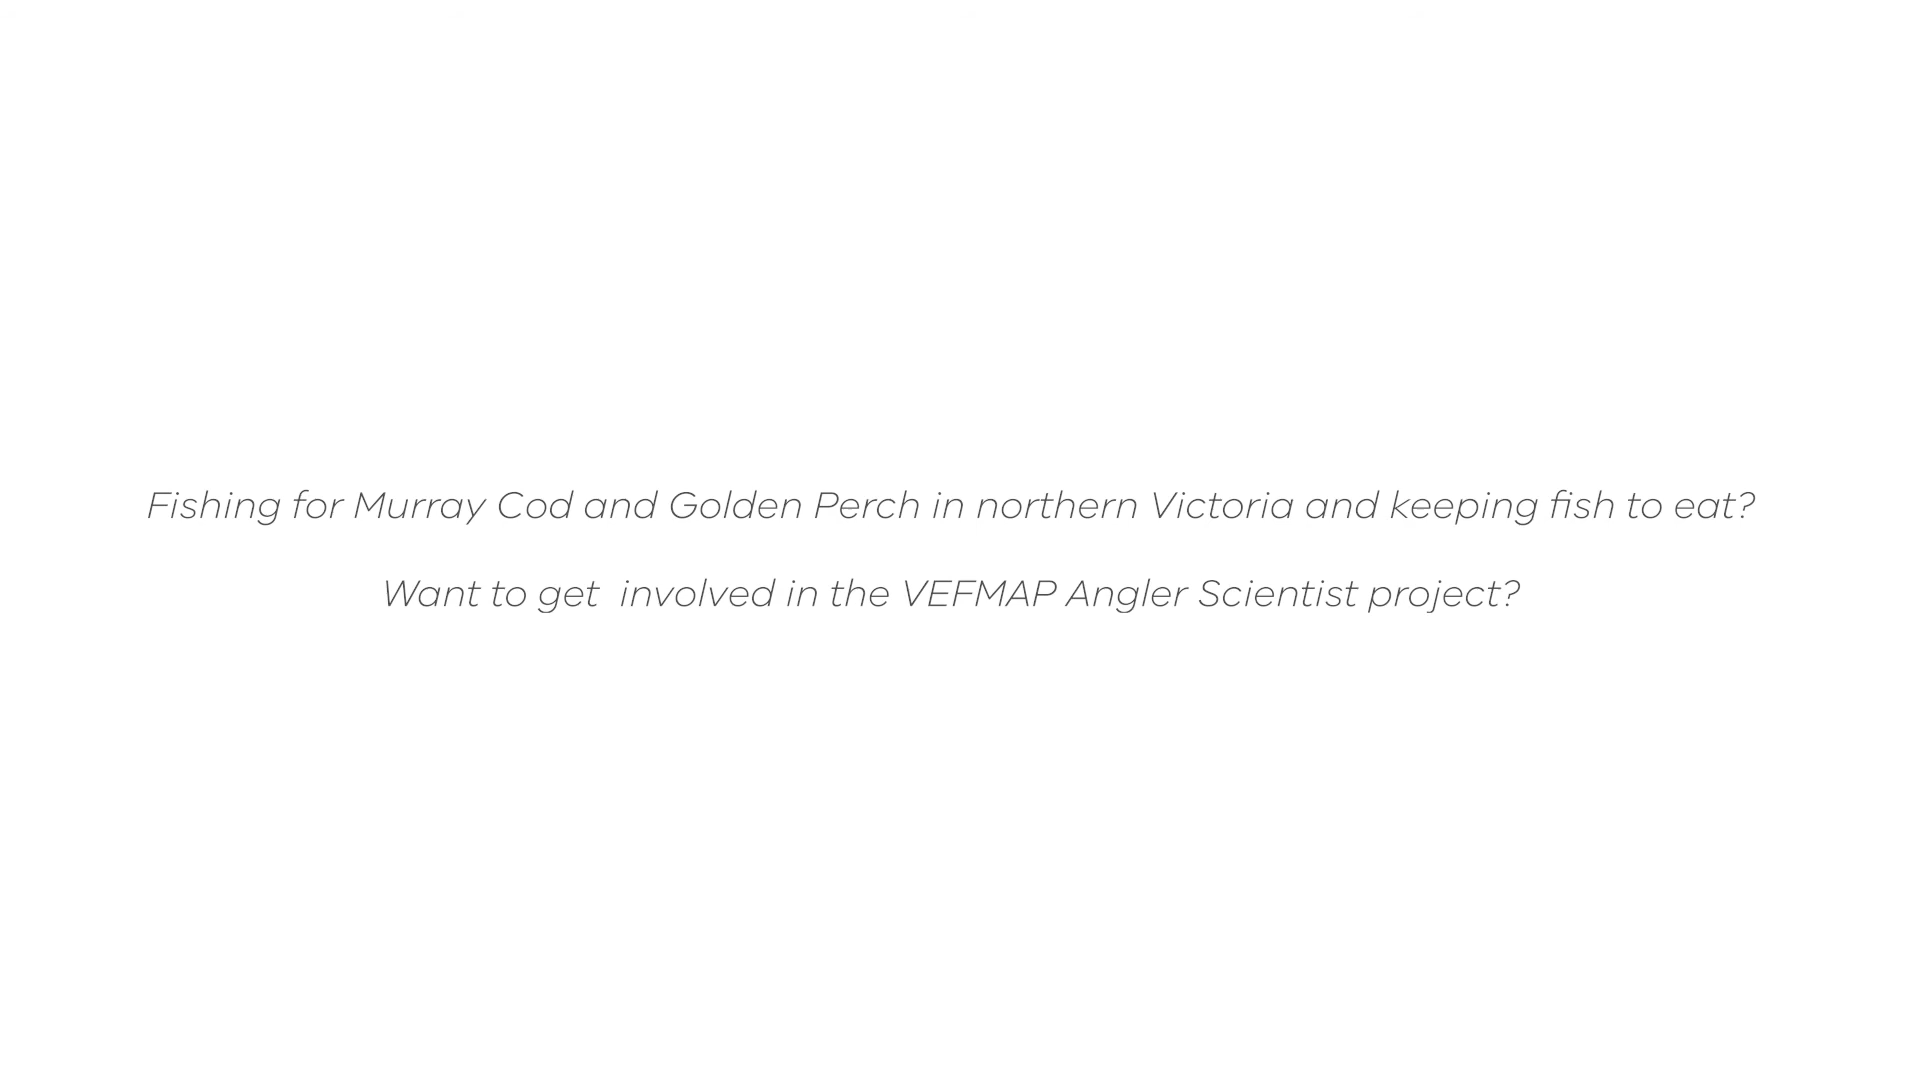 Fishing for Murray Cod and Golden Perch in northern Victoria and keeping fish to eat?
Want to get  involved in the VEFMAP Angler Scientist project?